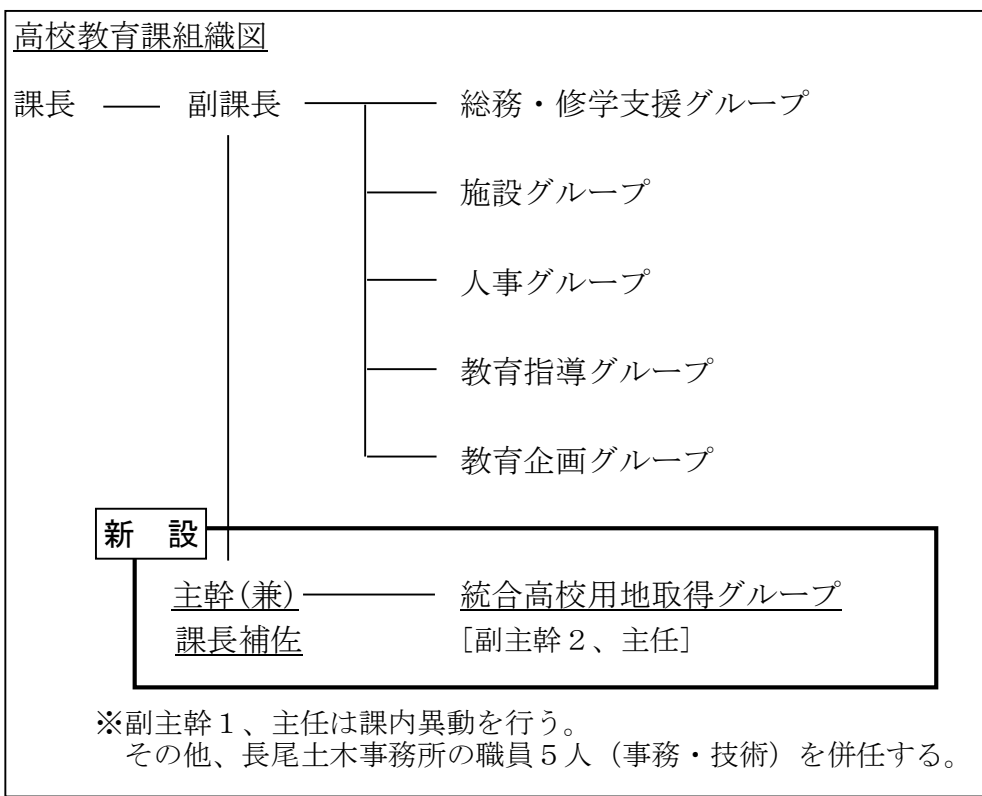 高校教育課組織図
課長 副課長 総務・修学支援グループ
施設グループ
人事グループ
教育指導グループ
教育企画グループ
新 設
主幹(兼) 統合高校用地取得グループ
課長補佐 [副主幹２、主任]
※副主幹１、主任は課内異動を行う。
その他、長尾土木事務所の職員５人（事務・技術）を併任する。